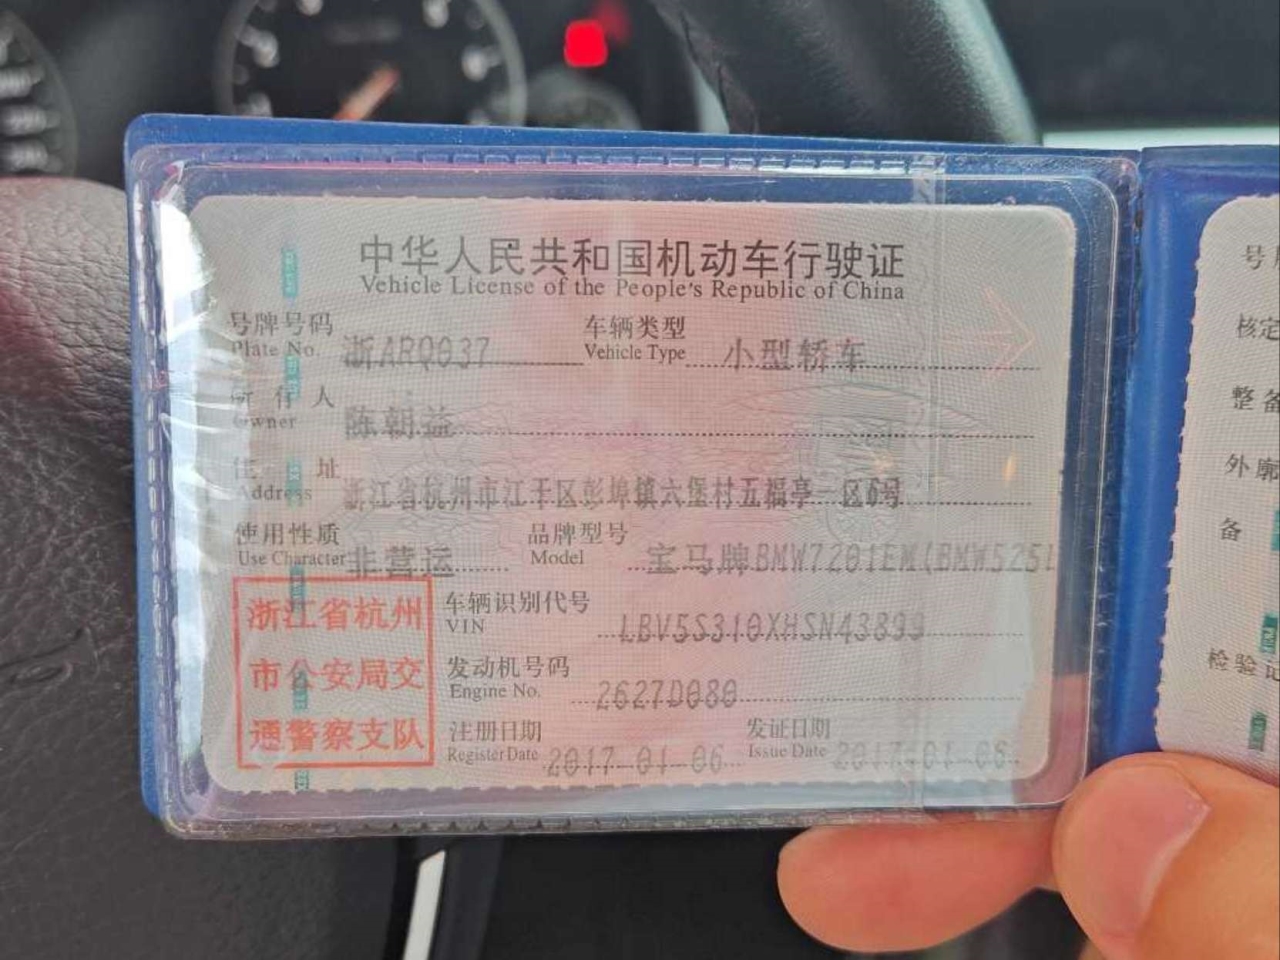 中华人民共和国机动车行驶证
Vehicle License of the People's Republic of China
号牌号码 浙ARQ037 车辆类型 小型轿车
Plate No. Vehicle Type
所有人 陈朝益
Owner
住址 浙江省杭州市江干区彭埠镇六堡村五福亭一区6号
Address
使用性质 非营运 品牌型号 宝马牌BMW7201EM(BMW525L
Use Character Model
浙江省杭州
市公安局交
通警察支队
车辆识别代号 LBV5S310XHSN43899
VIN
发动机号码 2627D080
Engine No.
注册日期 2017-01-06 发证日期 2017-01-06
Register Date Issue Date
号
核定
整备
外廓
备
检验记